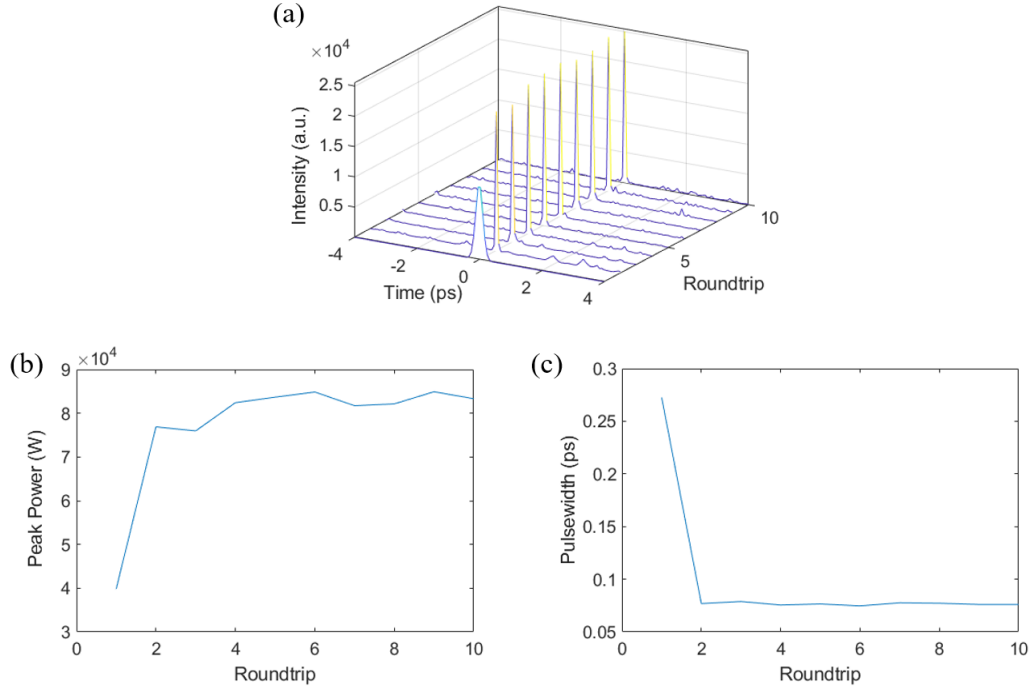 (a)
×10⁴
2.5
2
1.5
1
0.5
Intensity (a.u.)
-4
-2
0
2
4
Time (ps)
5
10
Roundtrip
(b)
×10⁴
9
8
7
6
5
4
3
Peak Power (W)
0 2 4 6 8 10
Roundtrip
(c)
0.3
0.25
0.2
0.15
0.1
0.05
Pulsewidth (ps)
0 2 4 6 8 10
Roundtrip